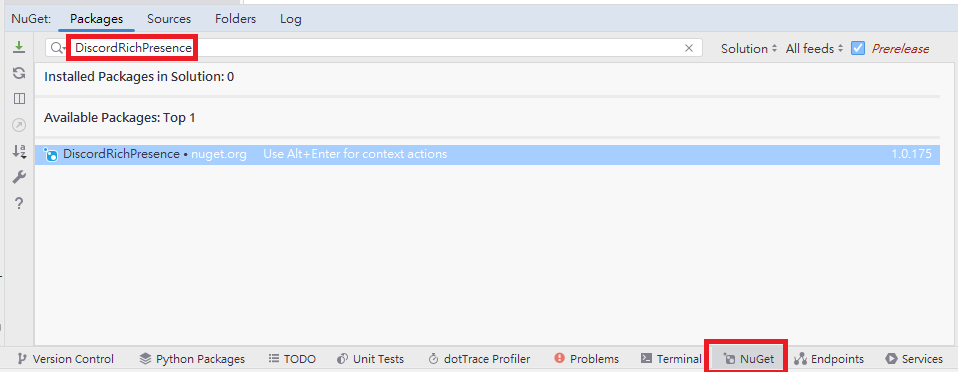 NuGet: Packages Sources Folders Log
DiscordRichPresence Solution All feeds Prerelease
Installed Packages in Solution: 0
Available Packages: Top 1
DiscordRichPresence • nuget.org Use Alt+Enter for context actions 1.0.175
Version Control Python Packages TODO Unit Tests dotTrace Profiler Problems Terminal NuGet Endpoints Services